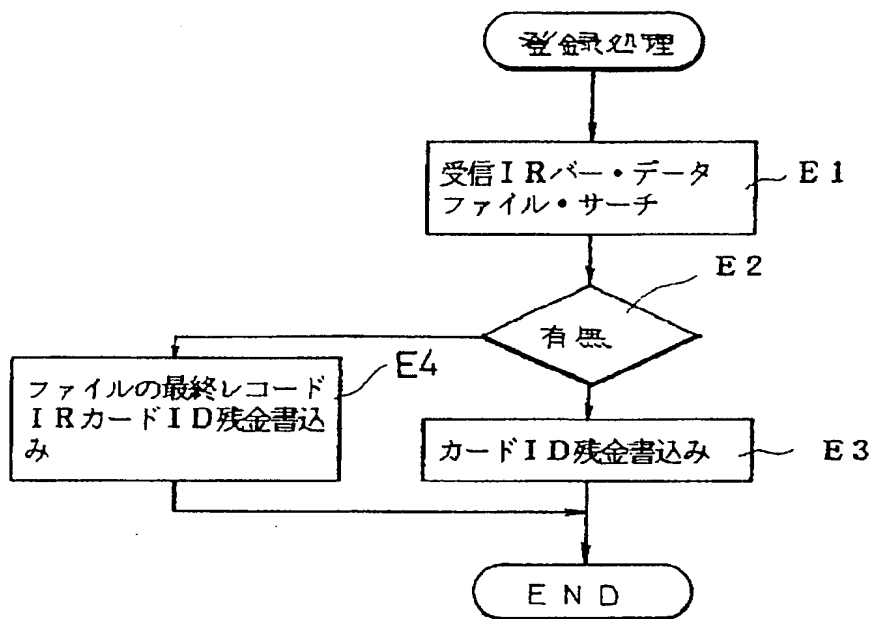 登録処理
受信IRバー・データ
ファイル・サーチ
E1
E2
有無
E4
ファイルの最終レコード
IRカードID残金書込
み
カードID残金書込み
E3
END